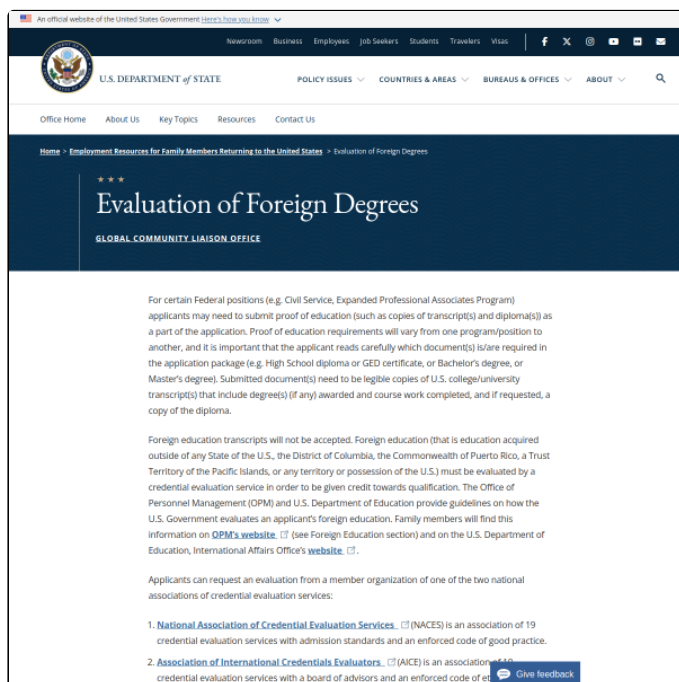 An official website of the United States Government Here's how you know
Newsroom Business Employees Job Seekers Students Travelers Visas
U.S. DEPARTMENT of STATE
POLICY ISSUES COUNTRIES & AREAS BUREAUS & OFFICES ABOUT
Office Home About Us Key Topics Resources Contact Us
Home > Employment Resources for Family Members Returning to the United States > Evaluation of Foreign Degrees
Evaluation of Foreign Degrees
GLOBAL COMMUNITY LIAISON OFFICE
For certain Federal positions (e.g. Civil Service, Expanded Professional Associates Program)
applicants may need to submit proof of education (such as copies of transcript(s) and diploma(s)) as
a part of the application. Proof of education requirements will vary from one program/position to
another, and it is important that the applicant reads carefully which document(s) is/are required in
the application package (e.g. High School diploma or GED certificate, or Bachelor's degree, or
Master's degree). Submitted document(s) need to be legible copies of U.S. college/university
transcript(s) that include degree(s) (if any) awarded and course work completed, and if requested, a
copy of the diploma.
Foreign education transcripts will not be accepted. Foreign education (that is education acquired
outside of any State of the U.S., the District of Columbia, the Commonwealth of Puerto Rico, a Trust
Territory of the Pacific Islands, or any territory or possession of the U.S.) must be evaluated by a
credential evaluation service in order to be given credit towards qualification. The Office of
Personnel Management (OPM) and U.S. Department of Education provide guidelines on how the
U.S. Government evaluates an applicant's foreign education. Family members will find this
information on OPM's website (see Foreign Education section) and on the U.S. Department of
Education, International Affairs Office's website .
Applicants can request an evaluation from a member organization of one of the two national
associations of credential evaluation services:
1. National Association of Credential Evaluation Services (NACES) is an association of 19
credential evaluation services with admission standards and an enforced code of good practice.
2. Association of International Credentials Evaluators (AICE) is an association
credential evaluation services with a board of advisors and an enforced code of
Give feedback